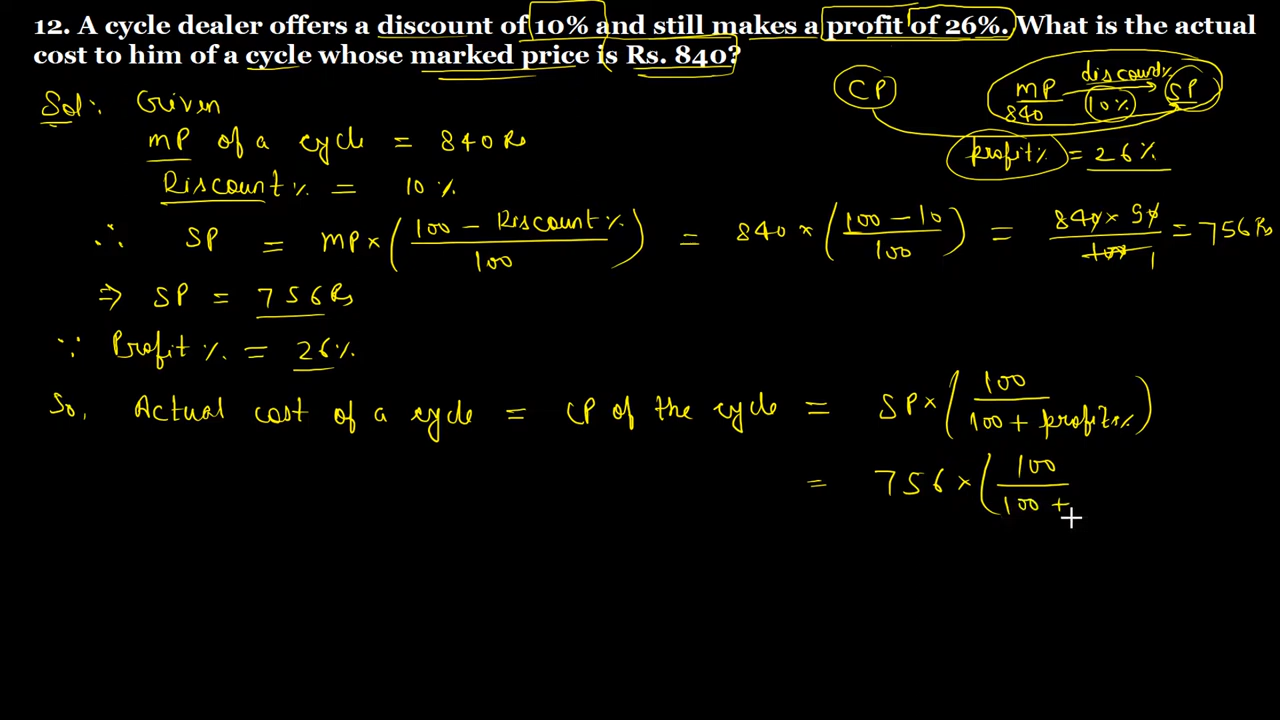 12. A cycle dealer offers a discount of 10% and still makes a profit of 26%. What is the actual
cost to him of a cycle whose marked price is Rs. 840?
CP MP discount% SP
840 10%
profit% = 26%
Sol: Given
MP of a cycle = 840 Rs
Discount% = 10%
∴ SP = MP × (100 - Discount% / 100) = 840 × (100 - 10 / 100) = 840 × 90 / 100 1 = 756 Rs
⇒ SP = 756 Rs
∵ Profit% = 26%
So, Actual cost of a cycle = CP of the cycle = SP × (100 / 100 + profit%)
= 756 × (100 / 100 +